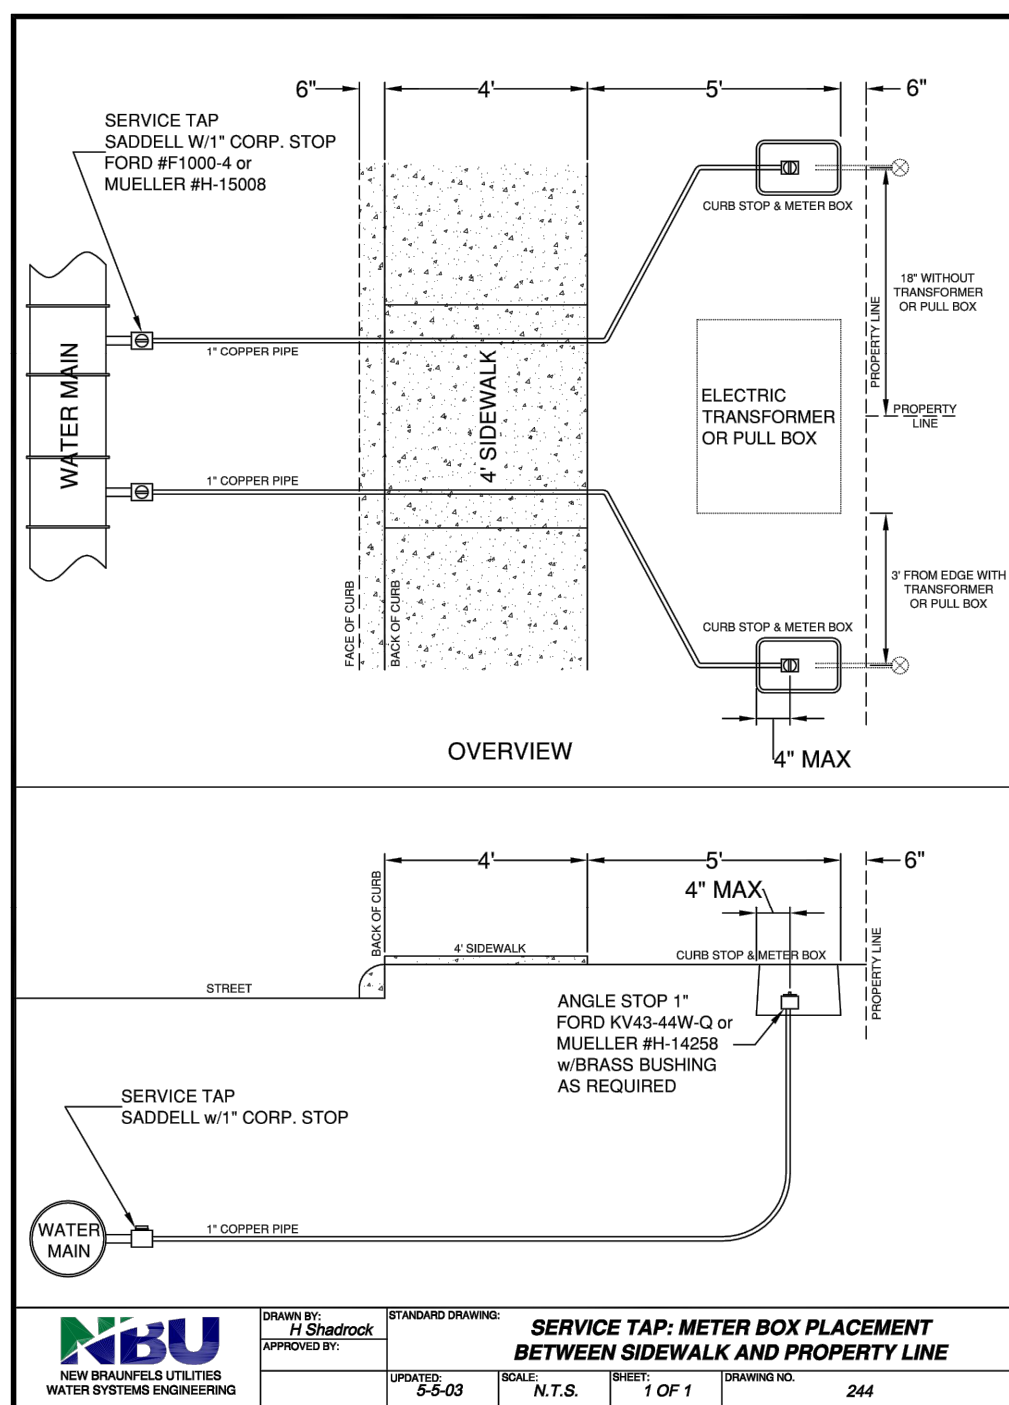 6"
4'
5'
6"
SERVICE TAP
SADDELL W/1" CORP. STOP
FORD #F1000-4 or
MUELLER #H-15008
CURB STOP & METER BOX
18" WITHOUT
TRANSFORMER
OR PULL BOX
PROPERTY LINE
1" COPPER PIPE
WATER MAIN
4' SIDEWALK
ELECTRIC
TRANSFORMER
OR PULL BOX
PROPERTY
LINE
1" COPPER PIPE
FACE OF CURB
BACK OF CURB
3' FROM EDGE WITH
TRANSFORMER
OR PULL BOX
CURB STOP & METER BOX
4" MAX
OVERVIEW
4'
5'
6"
4" MAX
BACK OF CURB
4' SIDEWALK
CURB STOP & METER BOX
PROPERTY LINE
STREET
ANGLE STOP 1"
FORD KV43-44W-Q or
MUELLER #H-14258
w/BRASS BUSHING
AS REQUIRED
SERVICE TAP
SADDELL w/1" CORP. STOP
WATER
MAIN
1" COPPER PIPE
NBU
NEW BRAUNFELS UTILITIES
WATER SYSTEMS ENGINEERING
DRAWN BY:
H Shadrock
APPROVED BY:
STANDARD DRAWING:
SERVICE TAP: METER BOX PLACEMENT
BETWEEN SIDEWALK AND PROPERTY LINE
UPDATED:
5-5-03
SCALE:
N.T.S.
SHEET:
1 OF 1
DRAWING NO.
244